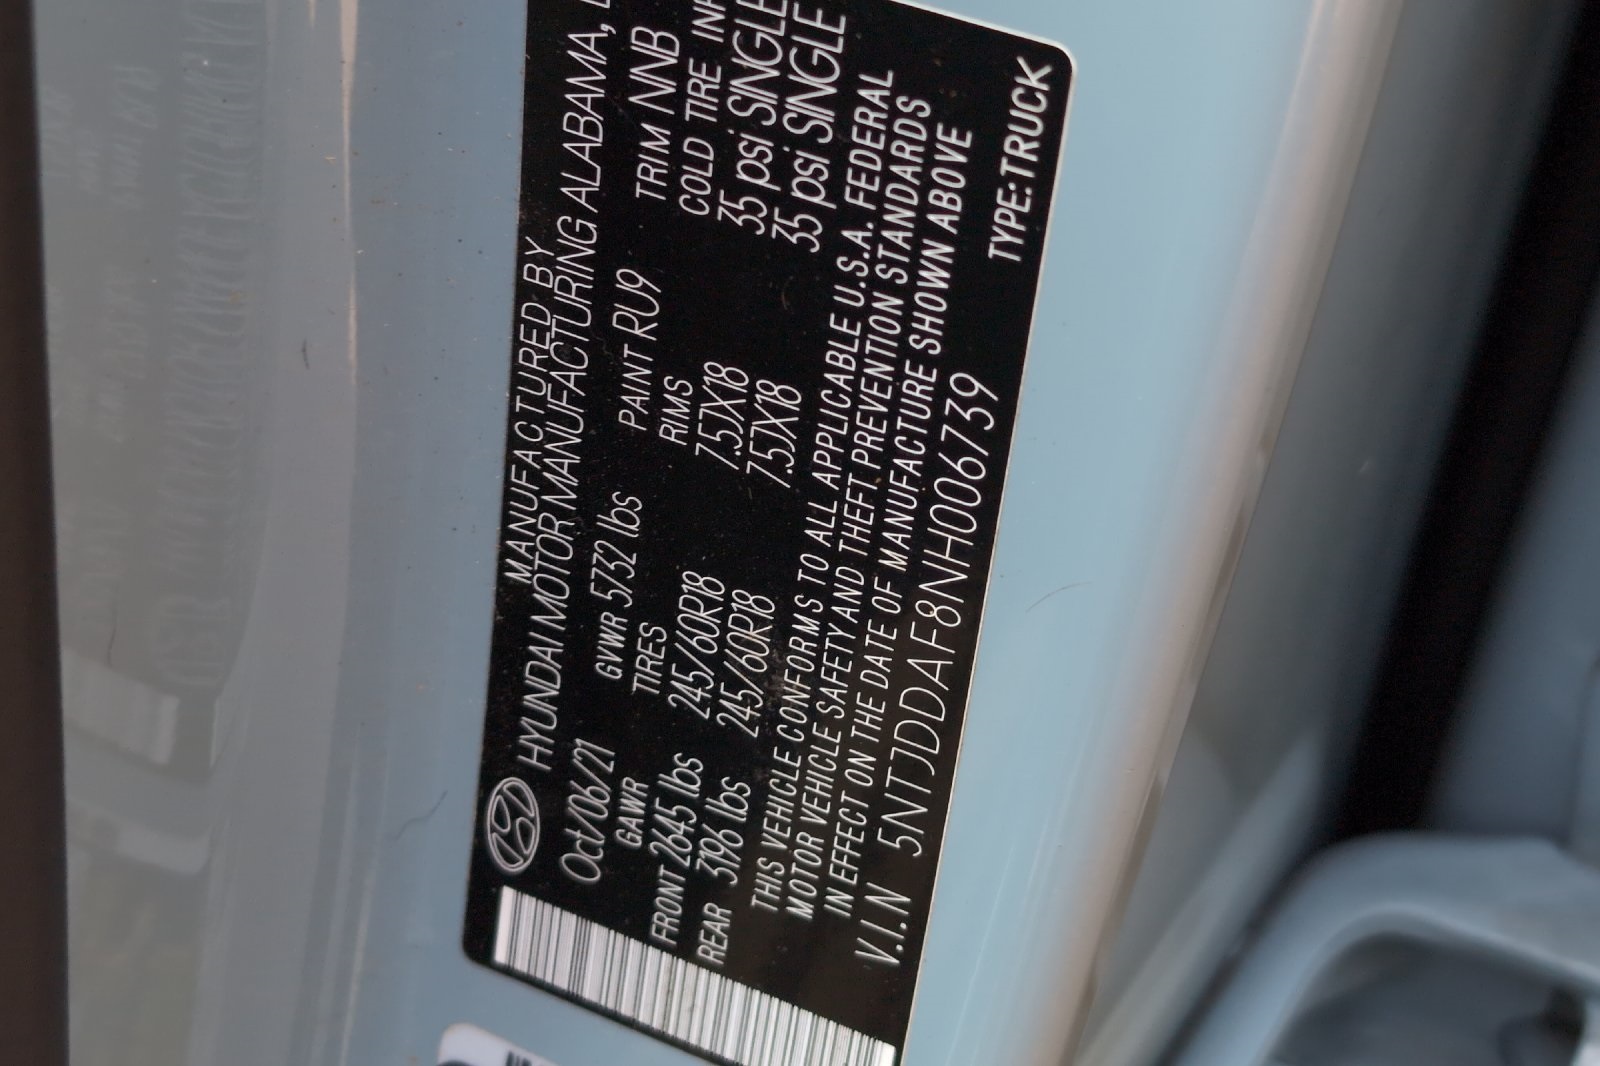 MANUFACTURED BY
HYUNDAI MOTOR MANUFACTURING ALABAMA,
Oct/06/21 GVWR 5732 lbs PAINT RU9 TRIM NNB
GAWR TIRES RIMS COLD TIRE
FRONT 2645 lbs 245/60R18 7.5JX18 35 psi SINGLE
REAR 3196 lbs 245/60R18 7.5JX18 35 psi SINGLE
THIS VEHICLE CONFORMS TO ALL APPLICABLE U.S.A. FEDERAL
MOTOR VEHICLE SAFETY AND THEFT PREVENTION STANDARDS
IN EFFECT ON THE DATE OF MANUFACTURE SHOWN ABOVE
V.I.N 5NTJDDAF8NH006739 TYPE:TRUCK